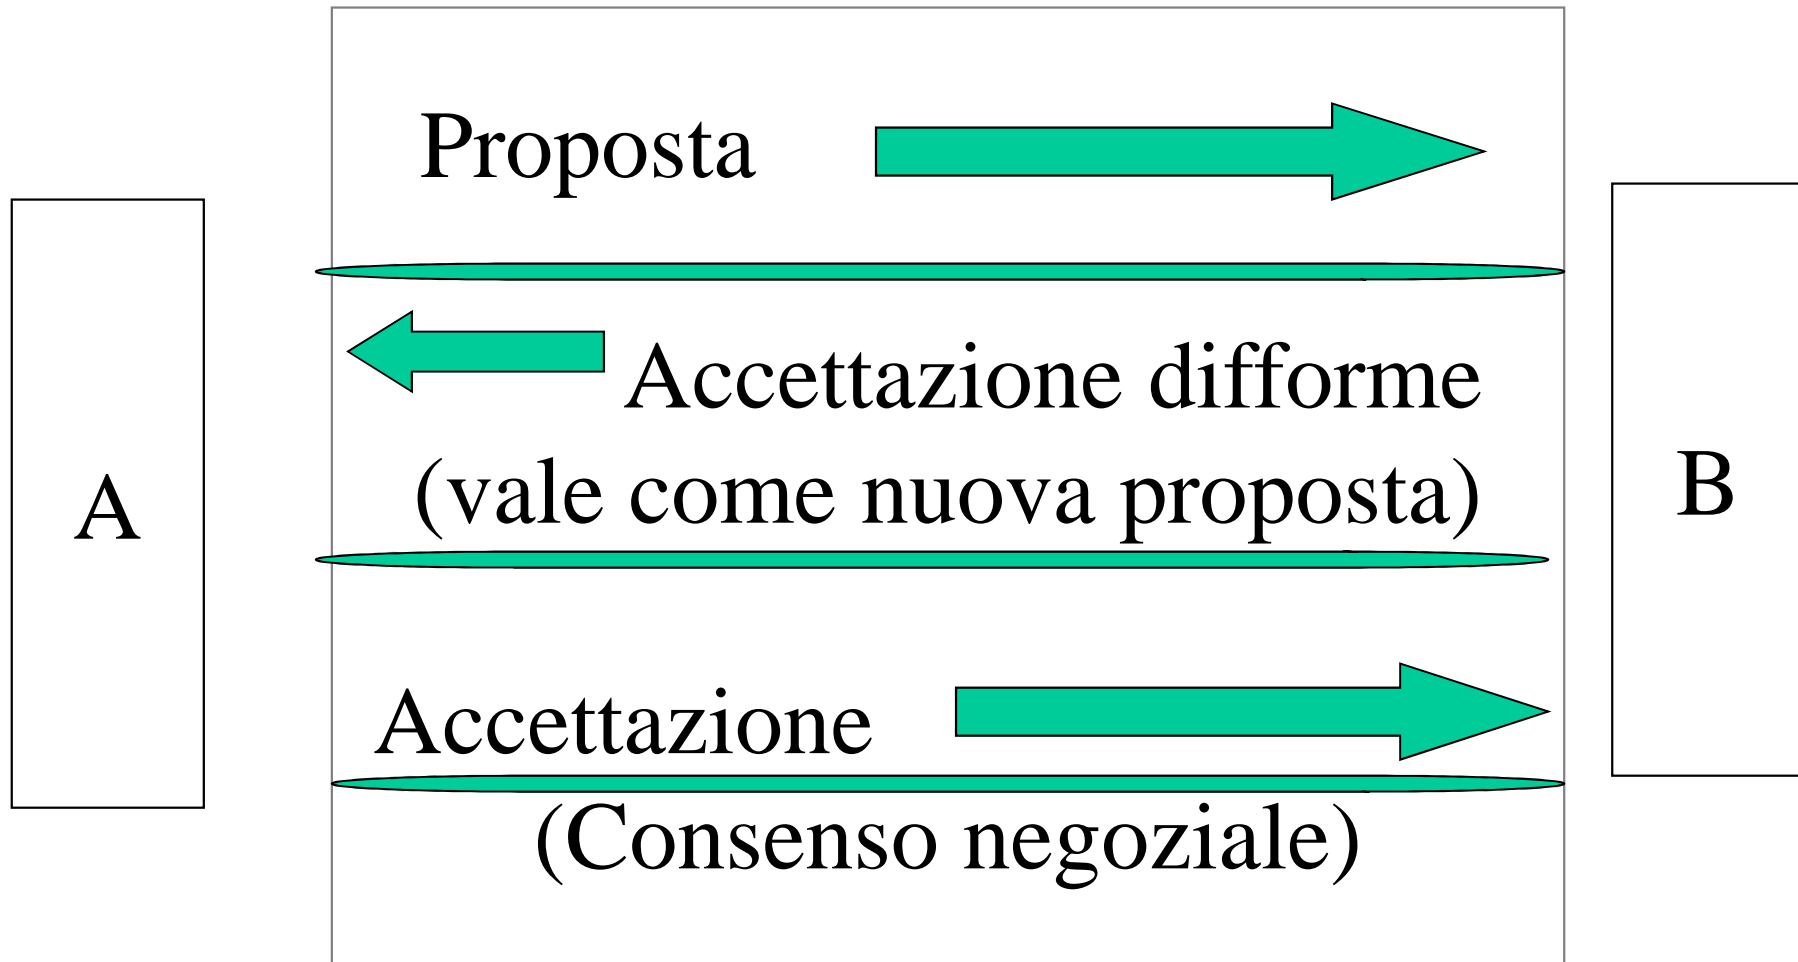 Proposta
Accettazione difforme
(vale come nuova proposta)
A
B
Accettazione
(Consenso negoziale)